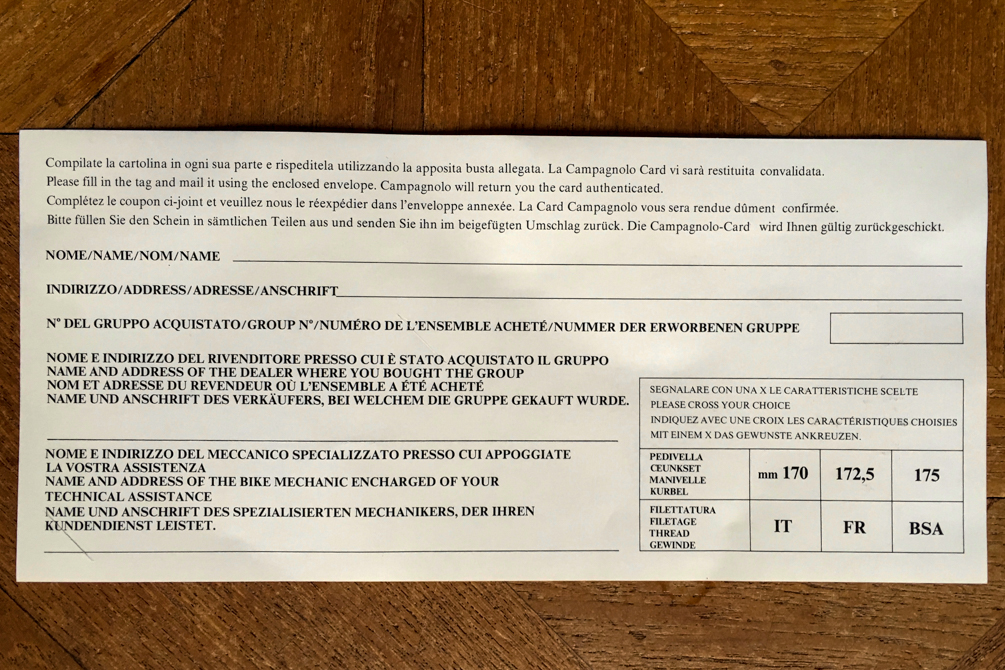 Compilate la cartolina in ogni sua parte e rispeditela utilizzando la apposita busta allegata. La Campagnolo Card vi sarà restituita convalidata.
Please fill in the tag and mail it using the enclosed envelope. Campagnolo will return you the card authenticated.
Complétez le coupon ci-joint et veuillez nous le réexpédier dans l'enveloppe annexée. La Card Campagnolo vous sera rendue dûment confirmée.
Bitte füllen Sie den Schein in sämtlichen Teilen aus und senden Sie ihn im beigefügten Umschlag zurück. Die Campagnolo-Card wird Ihnen gültig zurückgeschickt.
NOME/NAME/NOM/NAME
INDIRIZZO/ADDRESS/ADRESSE/ANSCHRIFT
N° DEL GRUPPO ACQUISTATO/GROUP N°/NUMÉRO DE L'ENSEMBLE ACHETÉ/NUMMER DER ERWORBENEN GRUPPE
NOME E INDIRIZZO DEL RIVENDITORE PRESSO CUI È STATO ACQUISTATO IL GRUPPO
NAME AND ADDRESS OF THE DEALER WHERE YOU BOUGHT THE GROUP
NOM ET ADRESSE DU REVENDEUR OÙ L'ENSEMBLE A ÉTÉ ACHETÉ
NAME UND ANSCHRIFT DES VERKÄUFERS, BEI WELCHEM DIE GRUPPE GEKAUFT WURDE.
NOME E INDIRIZZO DEL MECCANICO SPECIALIZZATO PRESSO CUI APPOGGIATE
LA VOSTRA ASSISTENZA
NAME AND ADDRESS OF THE BIKE MECHANIC ENCHARGED OF YOUR
TECHNICAL ASSISTANCE
NAME UND ANSCHRIFT DES SPEZIALISIERTEN MECHANIKERS, DER IHREN
KUNDENDIENST LEISTET.
SEGNALARE CON UNA X LE CARATTERISTICHE SCELTE
PLEASE CROSS YOUR CHOICE
INDIQUEZ AVEC UNE CROIX LES CARACTÉRISTIQUES CHOISIES
MIT EINEM X DAS GEWUNSTE ANKREUZEN.
PEDIVELLA
CEUNKSET
MANIVELLE
KURBEL
mm 170 172,5 175
FILETTATURA
FILETAGE
THREAD
GEWINDE
IT FR BSA